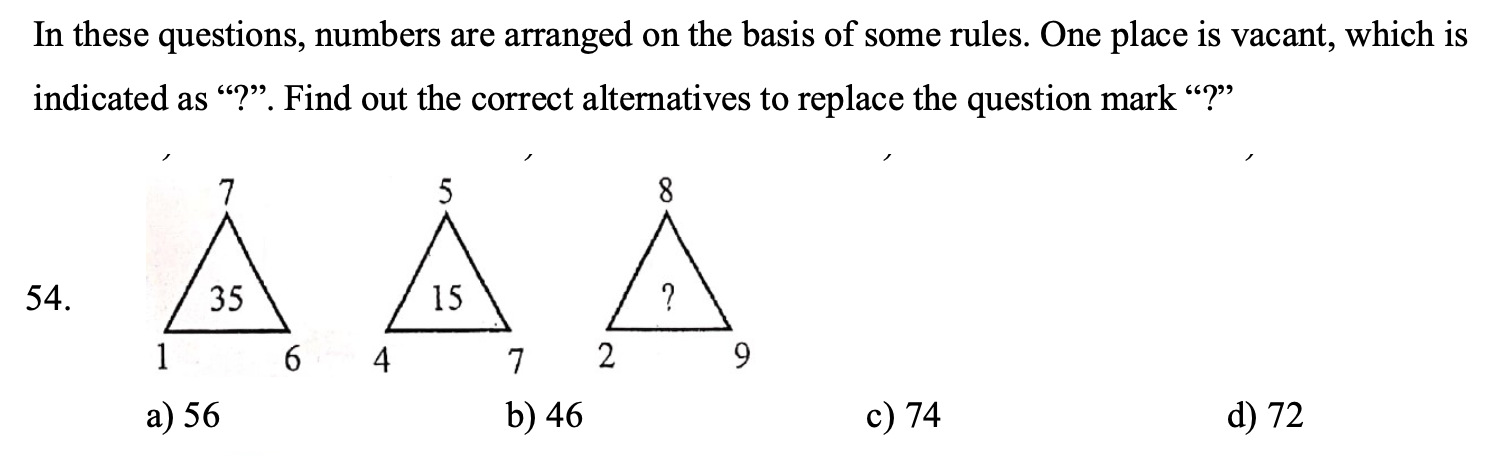 In these questions, numbers are arranged on the basis of some rules. One place is vacant, which is
indicated as “?”. Find out the correct alternatives to replace the question mark “?”
7 5 8
54. 35 15 ?
1 6 4 7 2 9
a) 56 b) 46 c) 74 d) 72